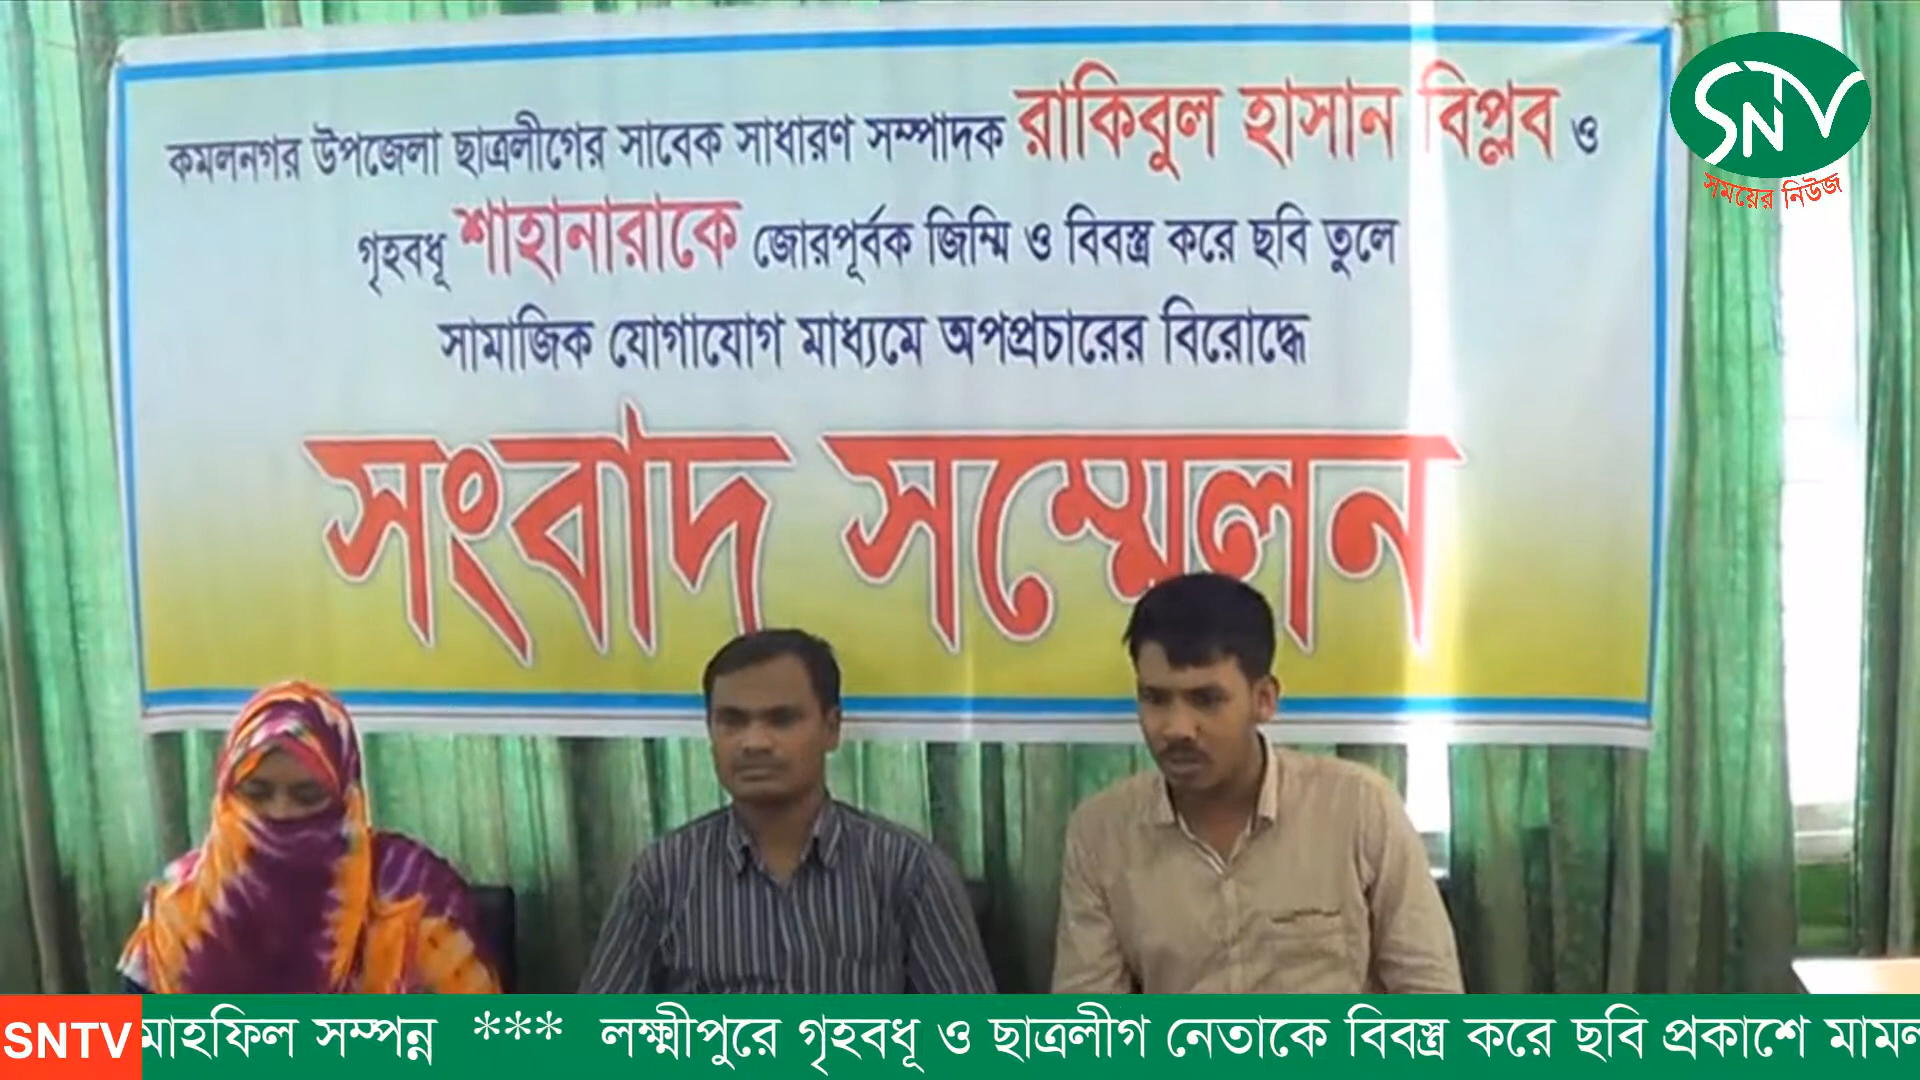 কমলনগর উপজেলা ছাত্রলীগের সাবেক সাধারণ সম্পাদক রাকিবুল হাসান বিপ্লব ও
গৃহবধূ শাহানারাকে জোরপূর্বক জিম্মি ও বিবস্ত্র করে ছবি তুলে
সামাজিক যোগাযোগ মাধ্যমে অপপ্রচারের বিরোদ্ধে
সংবাদ সম্মেলন
SNTV
সময়ের নিউজ
SNTV মাহফিল সম্পন্ন *** লক্ষ্মীপুরে গৃহবধূ ও ছাত্রলীগ নেতাকে বিবস্ত্র করে ছবি প্রকাশে মামল